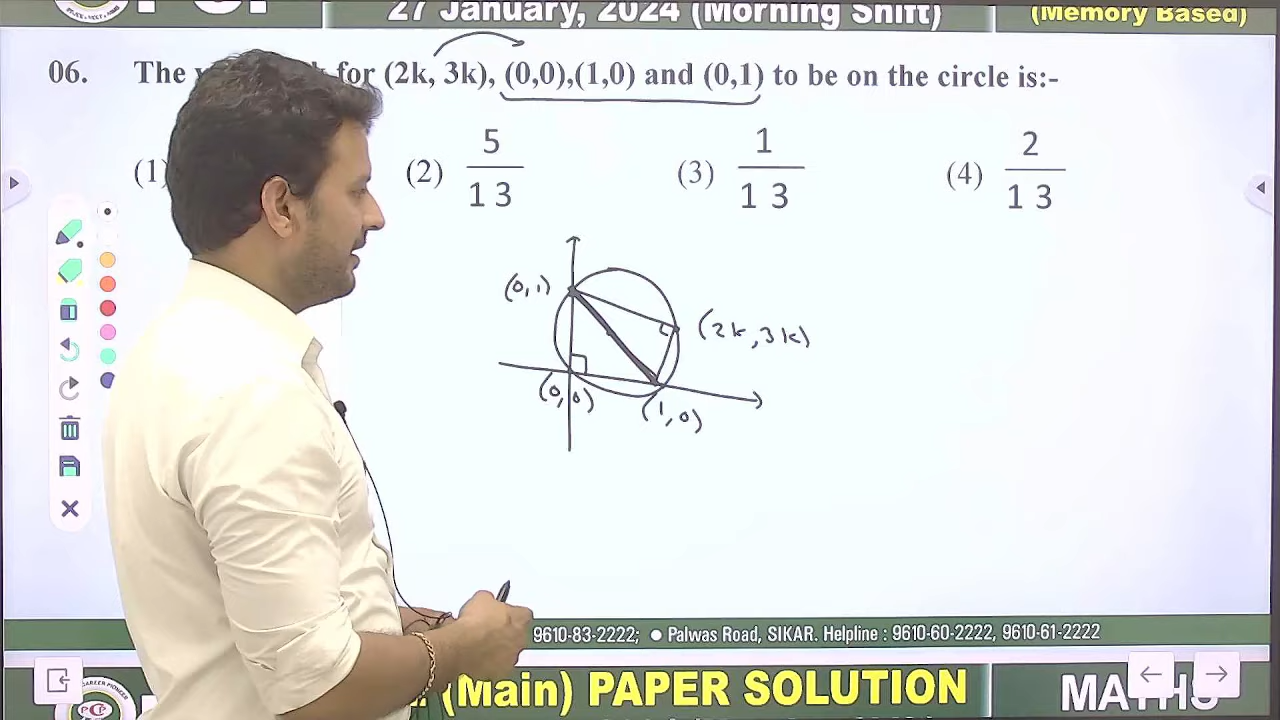 27 January, 2024 (Morning Shift)
(Memory Based)
06. The for (2k, 3k), (0,0),(1,0) and (0,1) to be on the circle is:-
(1)
(2) 5/13
(3) 1/13
(4) 2/13
(0,1)
(2k,3k)
(0,0)
(1,0)
9610-83-2222; ● Palwas Road, SIKAR. Helpline : 9610-60-2222, 9610-61-2222
(Main) PAPER SOLUTION
MATHS
PCP